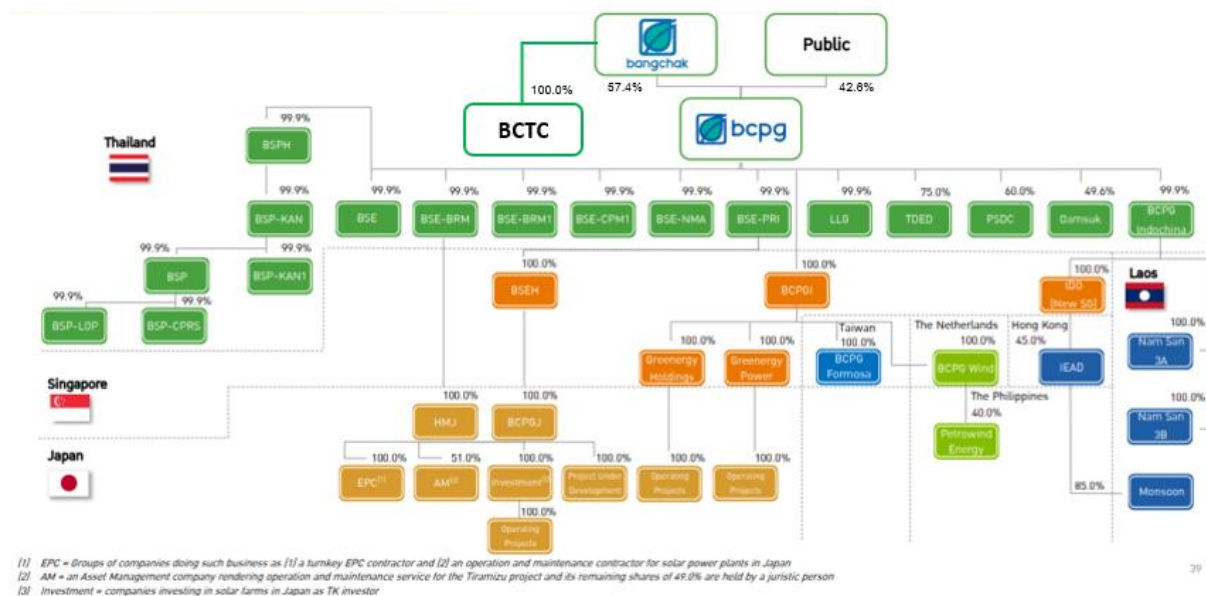 bangchak
Public
100.0%
57.4%
42.6%
BCTC
bcpg
Thailand
99.9%
BSPH
99.9%
BSP-KAN
99.9%
BSE
99.9%
BSE-BRM
99.9%
BSE-BRM1
99.9%
BSE-CPM1
99.9%
BSE-NMA
99.9%
BSE-PRI
99.9%
LLG
75.0%
TDED
60.0%
PSDC
49.6%
Damsuk
99.9%
BCPG
Indochina
99.9%
BSP
99.9%
BSP-KAN1
99.9%
BSP-LOP
99.9%
BSP-CPRS
100.0%
BSEH
100.0%
BCPGI
100.0%
IDO
(New SG)
Laos
100.0%
Nam San
3A
100.0%
Nam San
3B
Singapore
100.0%
Greenergy
Holdings
100.0%
Greenergy
Power
Taiwan
100.0%
BCPG
Formosa
The Netherlands
100.0%
BCPG Wind
Hong Kong
45.0%
IEAD
The Philippines
40.0%
Petrowind
Energy
85.0%
Monsoon
Japan
100.0%
HMJ
100.0%
BCPGJ
100.0%
EPC[1]
51.0%
AM[2]
100.0%
Investment[3]
100.0%
Project under
Development
100.0%
Operating
Projects
100.0%
Operating
Projects
100.0%
Operating
Projects
[1] EPC = Groups of companies doing such business as [1] a turnkey EPC contractor and [2] an operation and maintenance contractor for solar power plants in Japan
[2] AM = an Asset Management company rendering operation and maintenance service for the Tiramizu project and its remaining shares of 49.0% are held by a juristic person
[3] Investment = companies investing in solar farms in Japan as TK investor
39